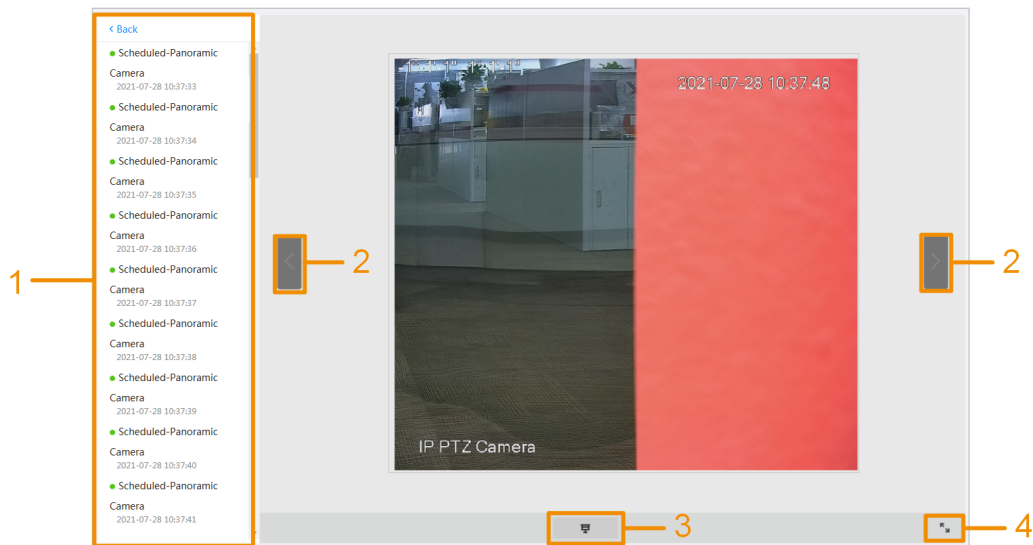 < Back
Scheduled-Panoramic
Camera
2021-07-28 10:37:33
Scheduled-Panoramic
Camera
2021-07-28 10:37:34
Scheduled-Panoramic
Camera
2021-07-28 10:37:35
Scheduled-Panoramic
Camera
2021-07-28 10:37:36
Scheduled-Panoramic
Camera
2021-07-28 10:37:37
Scheduled-Panoramic
Camera
2021-07-28 10:37:38
Scheduled-Panoramic
Camera
2021-07-28 10:37:39
Scheduled-Panoramic
Camera
2021-07-28 10:37:40
Scheduled-Panoramic
Camera
2021-07-28 10:37:41
1
2
2021-07-28 10:37:48
IP PTZ Camera
2
3
4